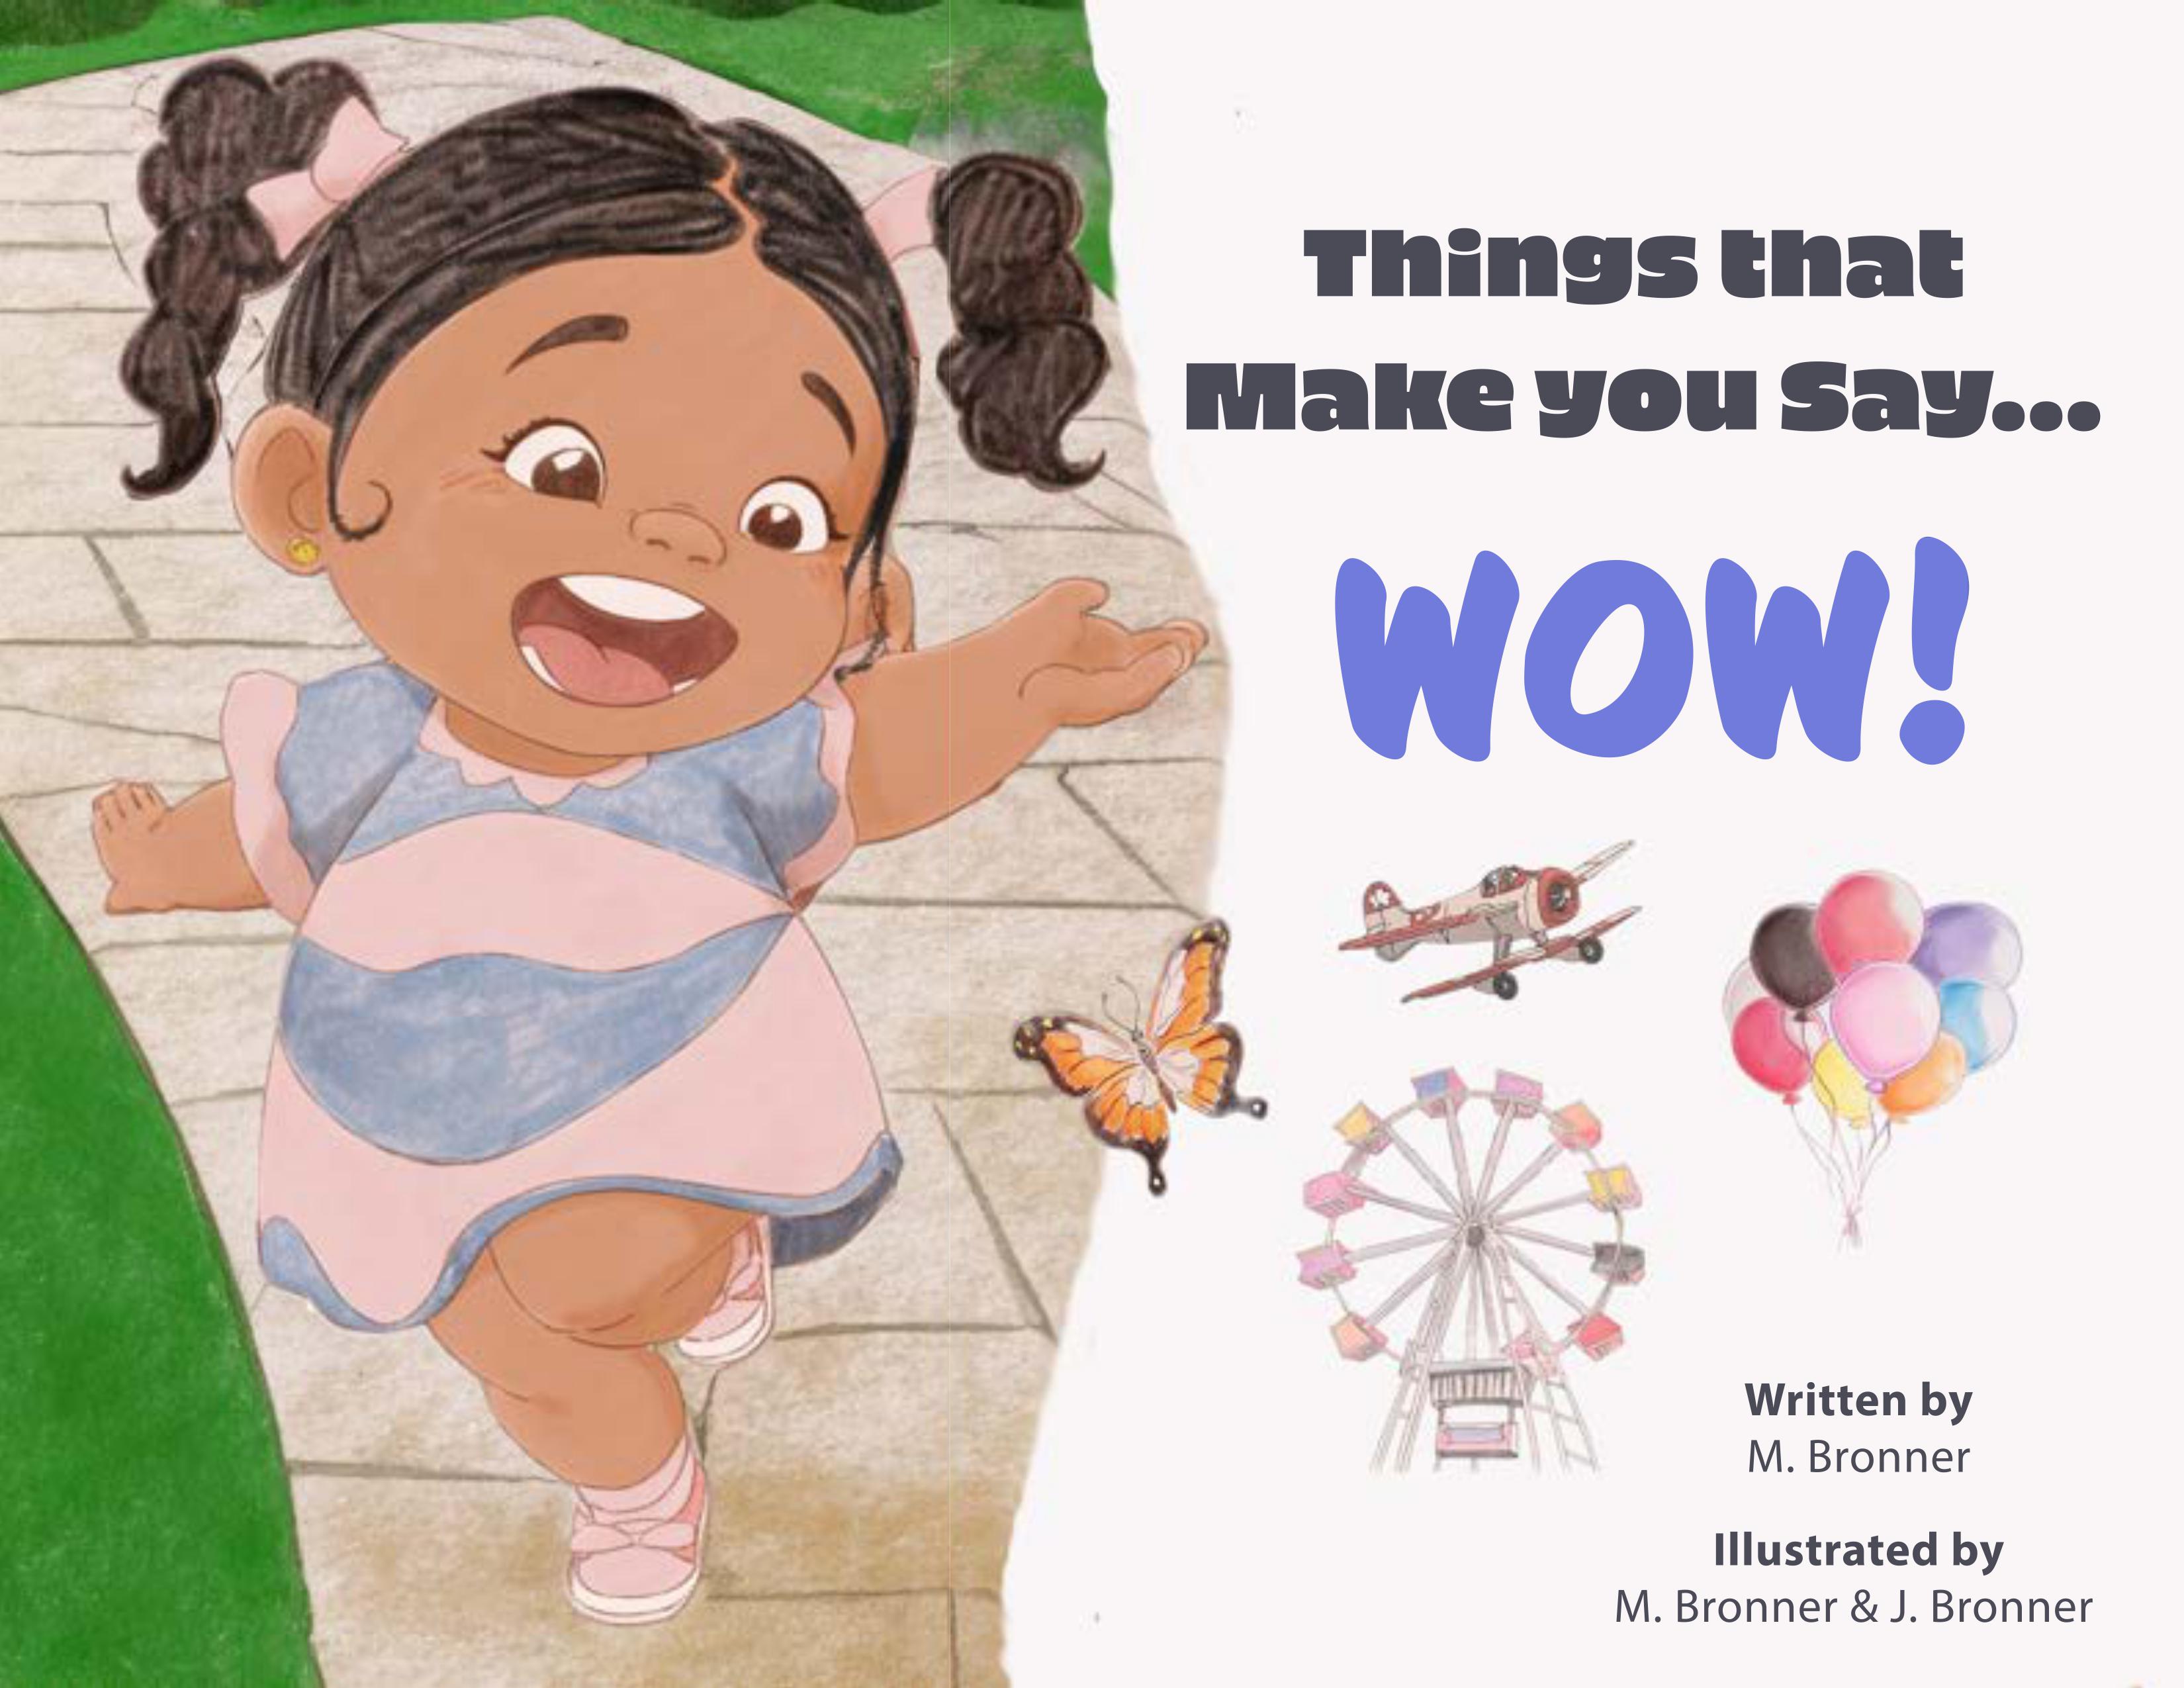 Things that
Make you Say...
WOW!
Written by
M. Bronner
Illustrated by
M. Bronner & J. Bronner